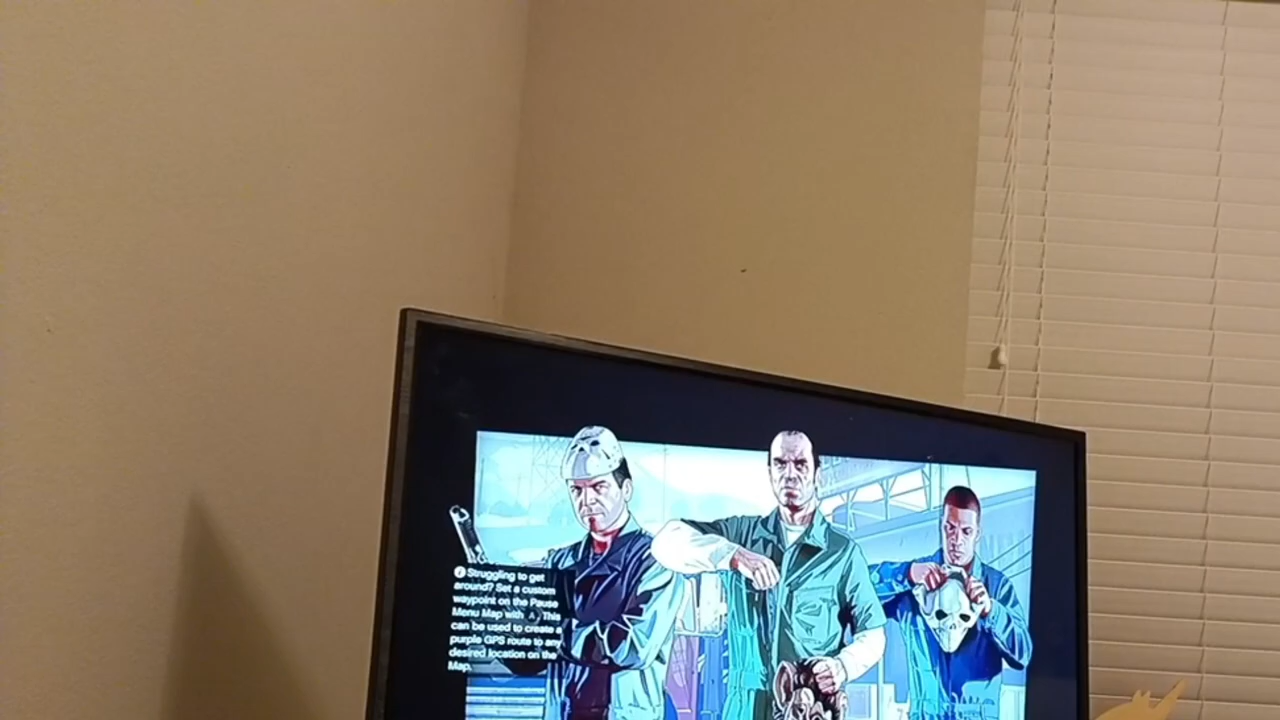 Struggling to get
around? Set a custom
waypoint on the Pause
Menu Map with A. This
can be used to create a
purple GPS route to any
desired location on the
Map.